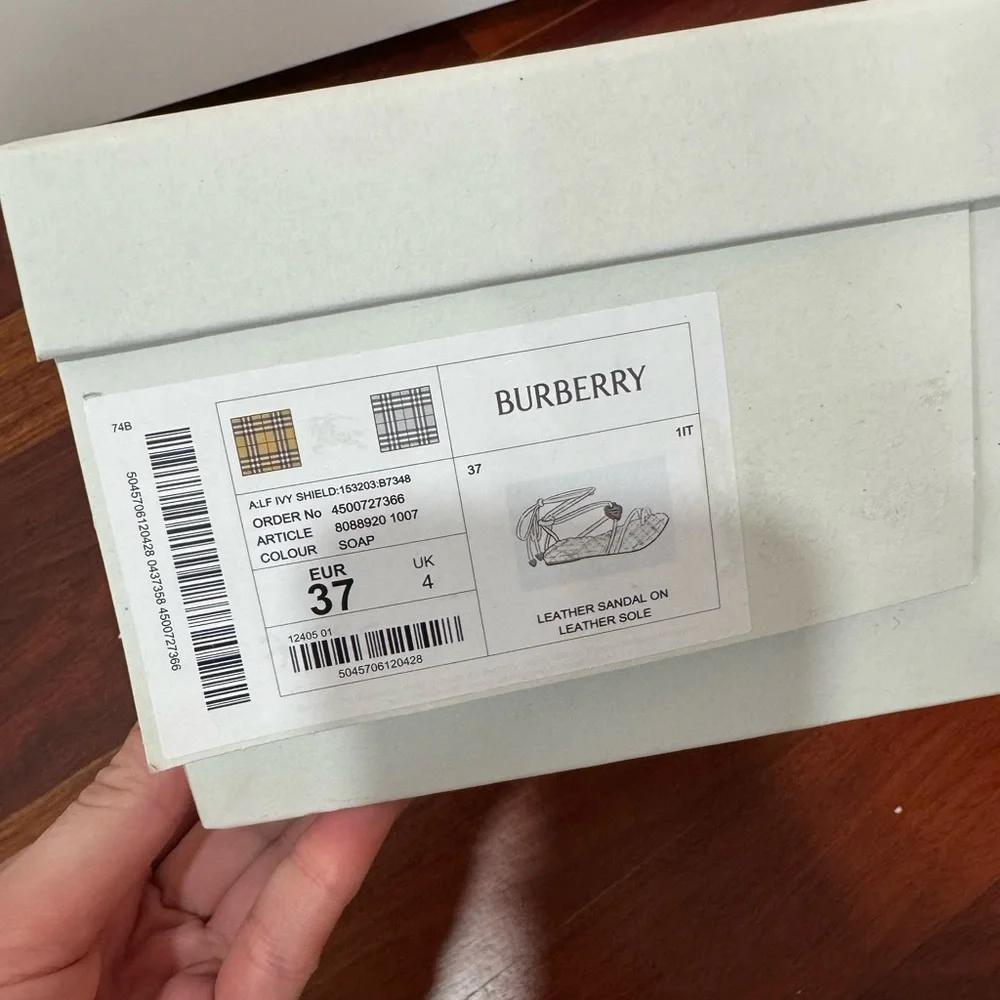 74B
5045706120428 0437358 4500727366
A:LF IVY SHIELD:153203:B7348
ORDER No 4500727366
ARTICLE 8088920 1007
COLOUR SOAP
EUR
37
UK
4
12405 01
5045706120428
BURBERRY
37
1IT
LEATHER SANDAL ON
LEATHER SOLE